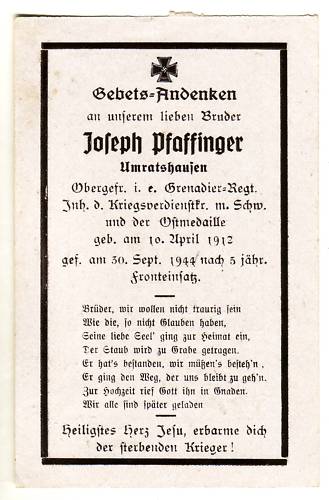 Gebets=Andenken
an unserem lieben Bruder
Joseph Pfaffinger
Umratshausen
Obergefr. i. e. Grenadier=Regt.
Inh. d. Kriegsverdienstkr. m. Schw.
und der Ostmedaille
geb. am 10. April 1912
gef. am 30. Sept. 1944 nach 5 jähr.
Fronteinsatz.
Brüder, wir wollen nicht traurig sein
Wie die, so nicht Glauben haben,
Seine liebe Seel' ging zur Heimat ein,
Der Staub wird zu Grabe getragen.
Er hat's bestanden, wir müßen's besteh'n,
Er ging den Weg, der uns bleibt zu geh'n.
Zur Hochzeit rief Gott ihn in Gnaden.
Wir alle sind später geladen
Heiligstes Herz Jesu, erbarme dich
der sterbenden Krieger!